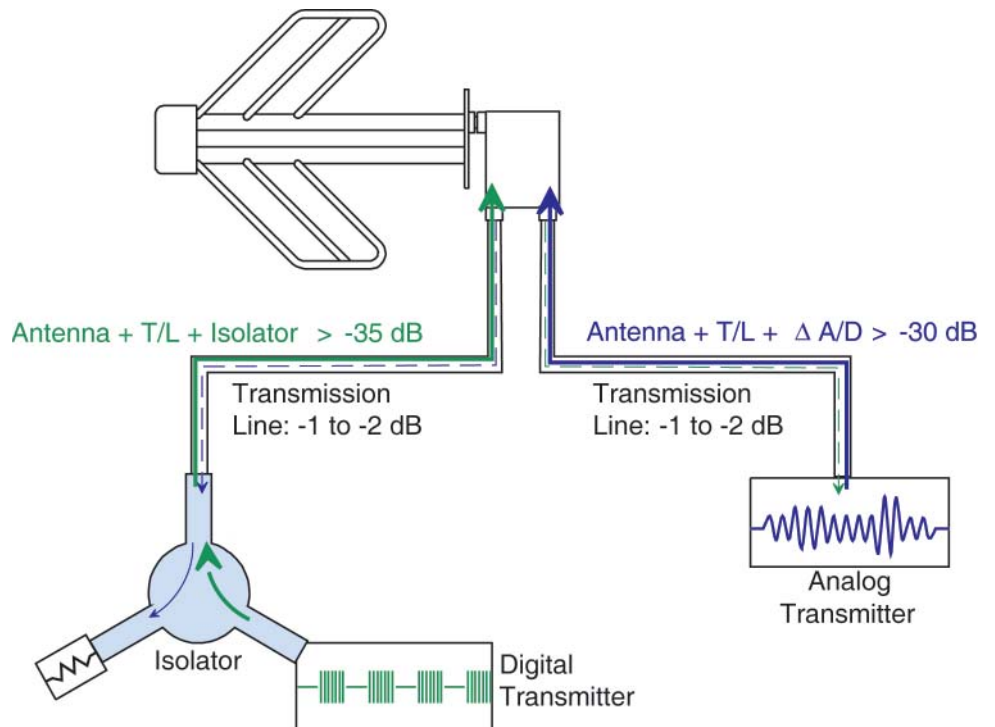 Antenna + T/L + Isolator > -35 dB
Antenna + T/L + Δ A/D > -30 dB
Transmission
Line: -1 to -2 dB
Transmission
Line: -1 to -2 dB
Analog
Transmitter
Isolator
Digital
Transmitter